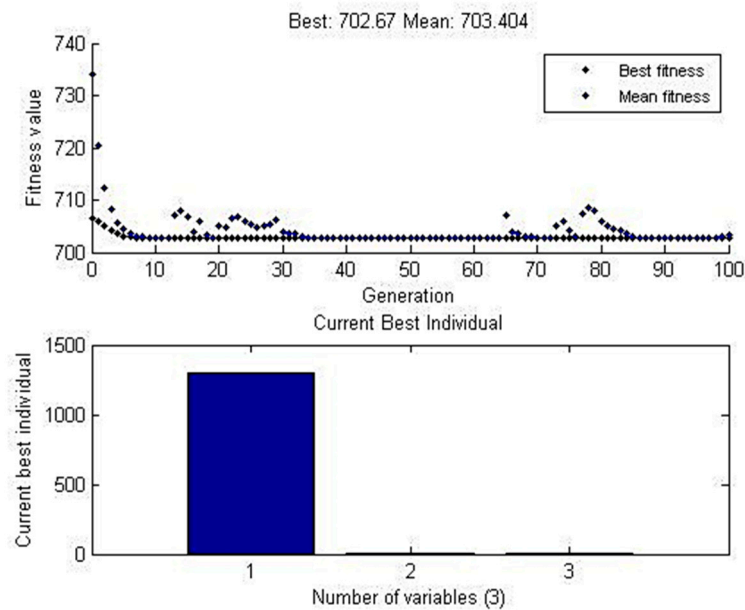 Best: 702.67 Mean: 703.404
740
730
720
710
700
Fitness value
Best fitness
Mean fitness
0 10 20 30 40 50 60 70 80 90 100
Generation
Current Best Individual
1500
1000
500
0
Current best individual
1 2 3
Number of variables (3)